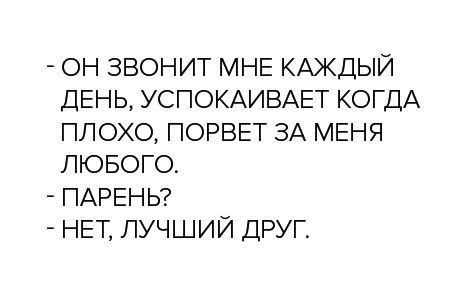 - ОН ЗВОНИТ МНЕ КАЖДЫЙ
ДЕНЬ, УСПОКАИВАЕТ КОГДА
ПЛОХО, ПОРВЕТ ЗА МЕНЯ
ЛЮБОГО.
- ПАРЕНЬ?
- НЕТ, ЛУЧШИЙ ДРУГ.